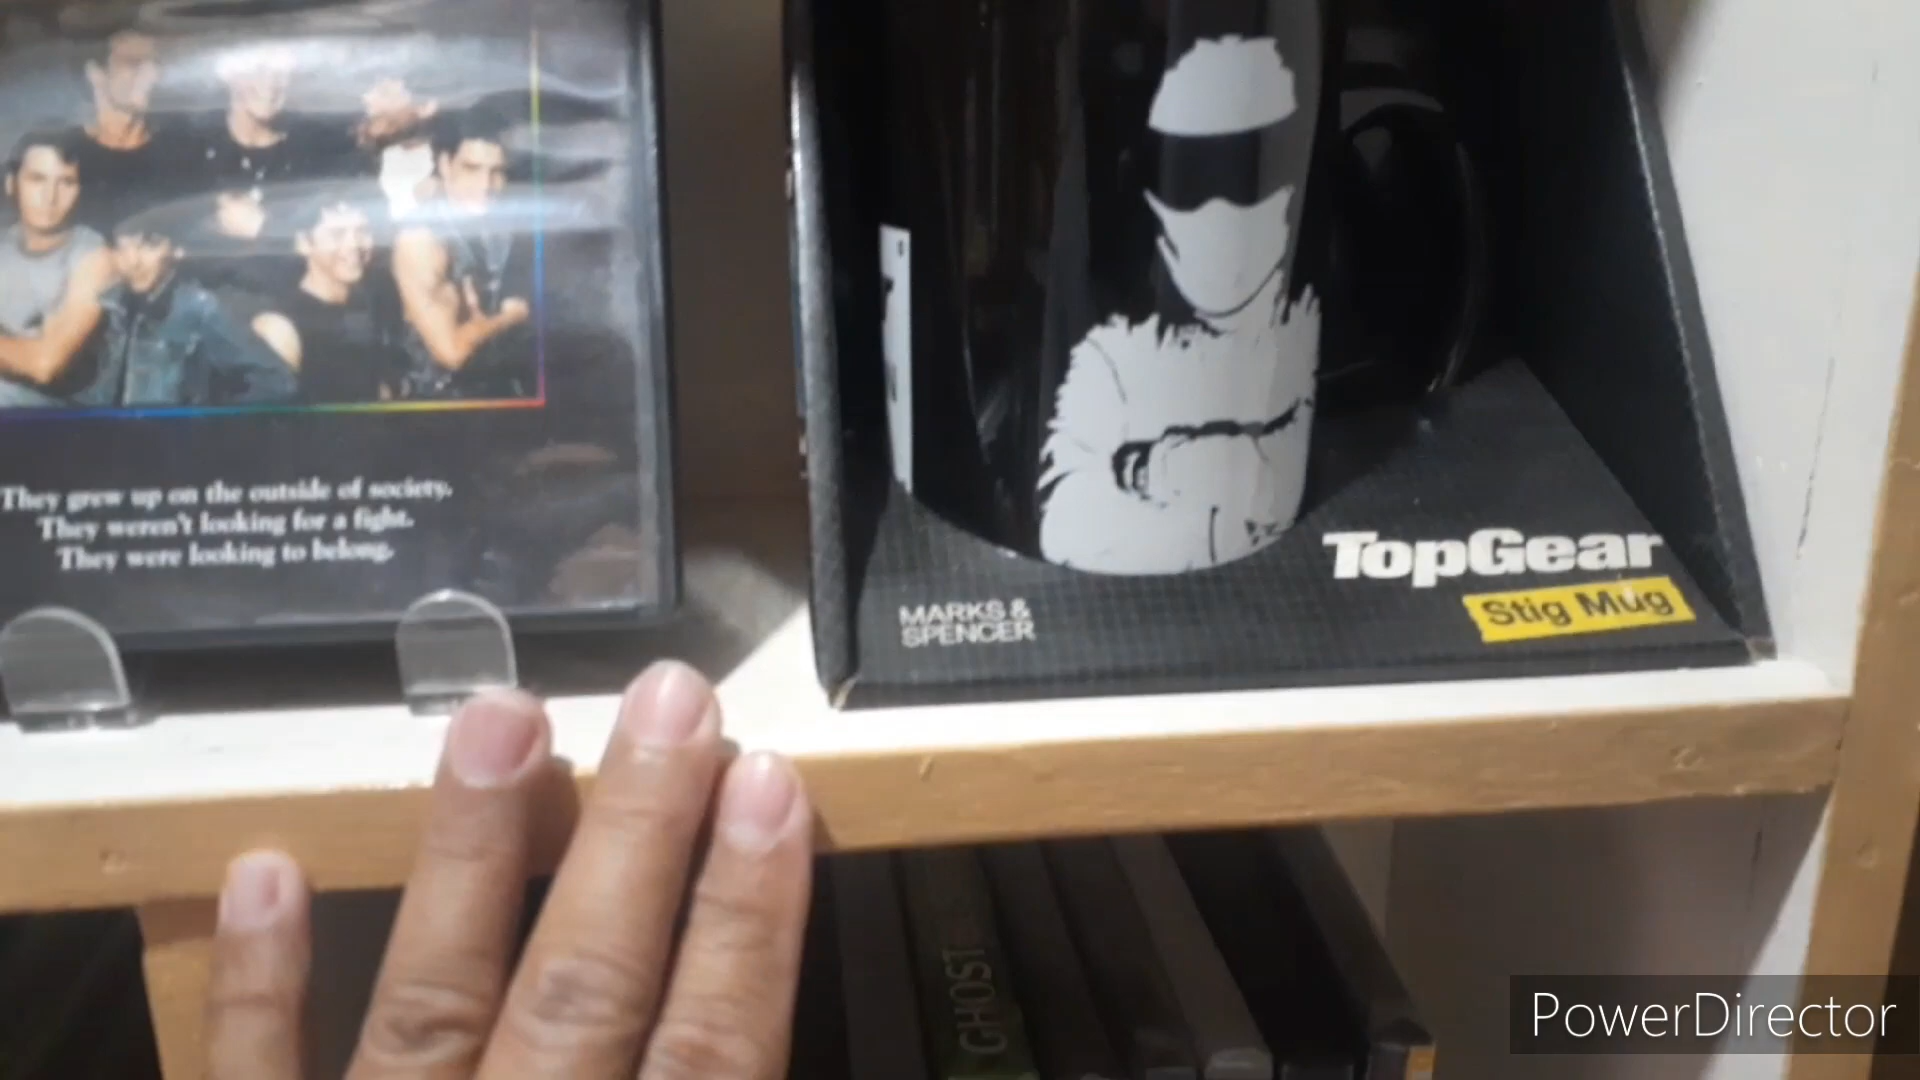 They grew up on the outside of society.
They weren't looking for a fight.
They were looking to belong.
MARKS &
SPENCER
TopGear
Stig Mug
GHOST
PowerDirector